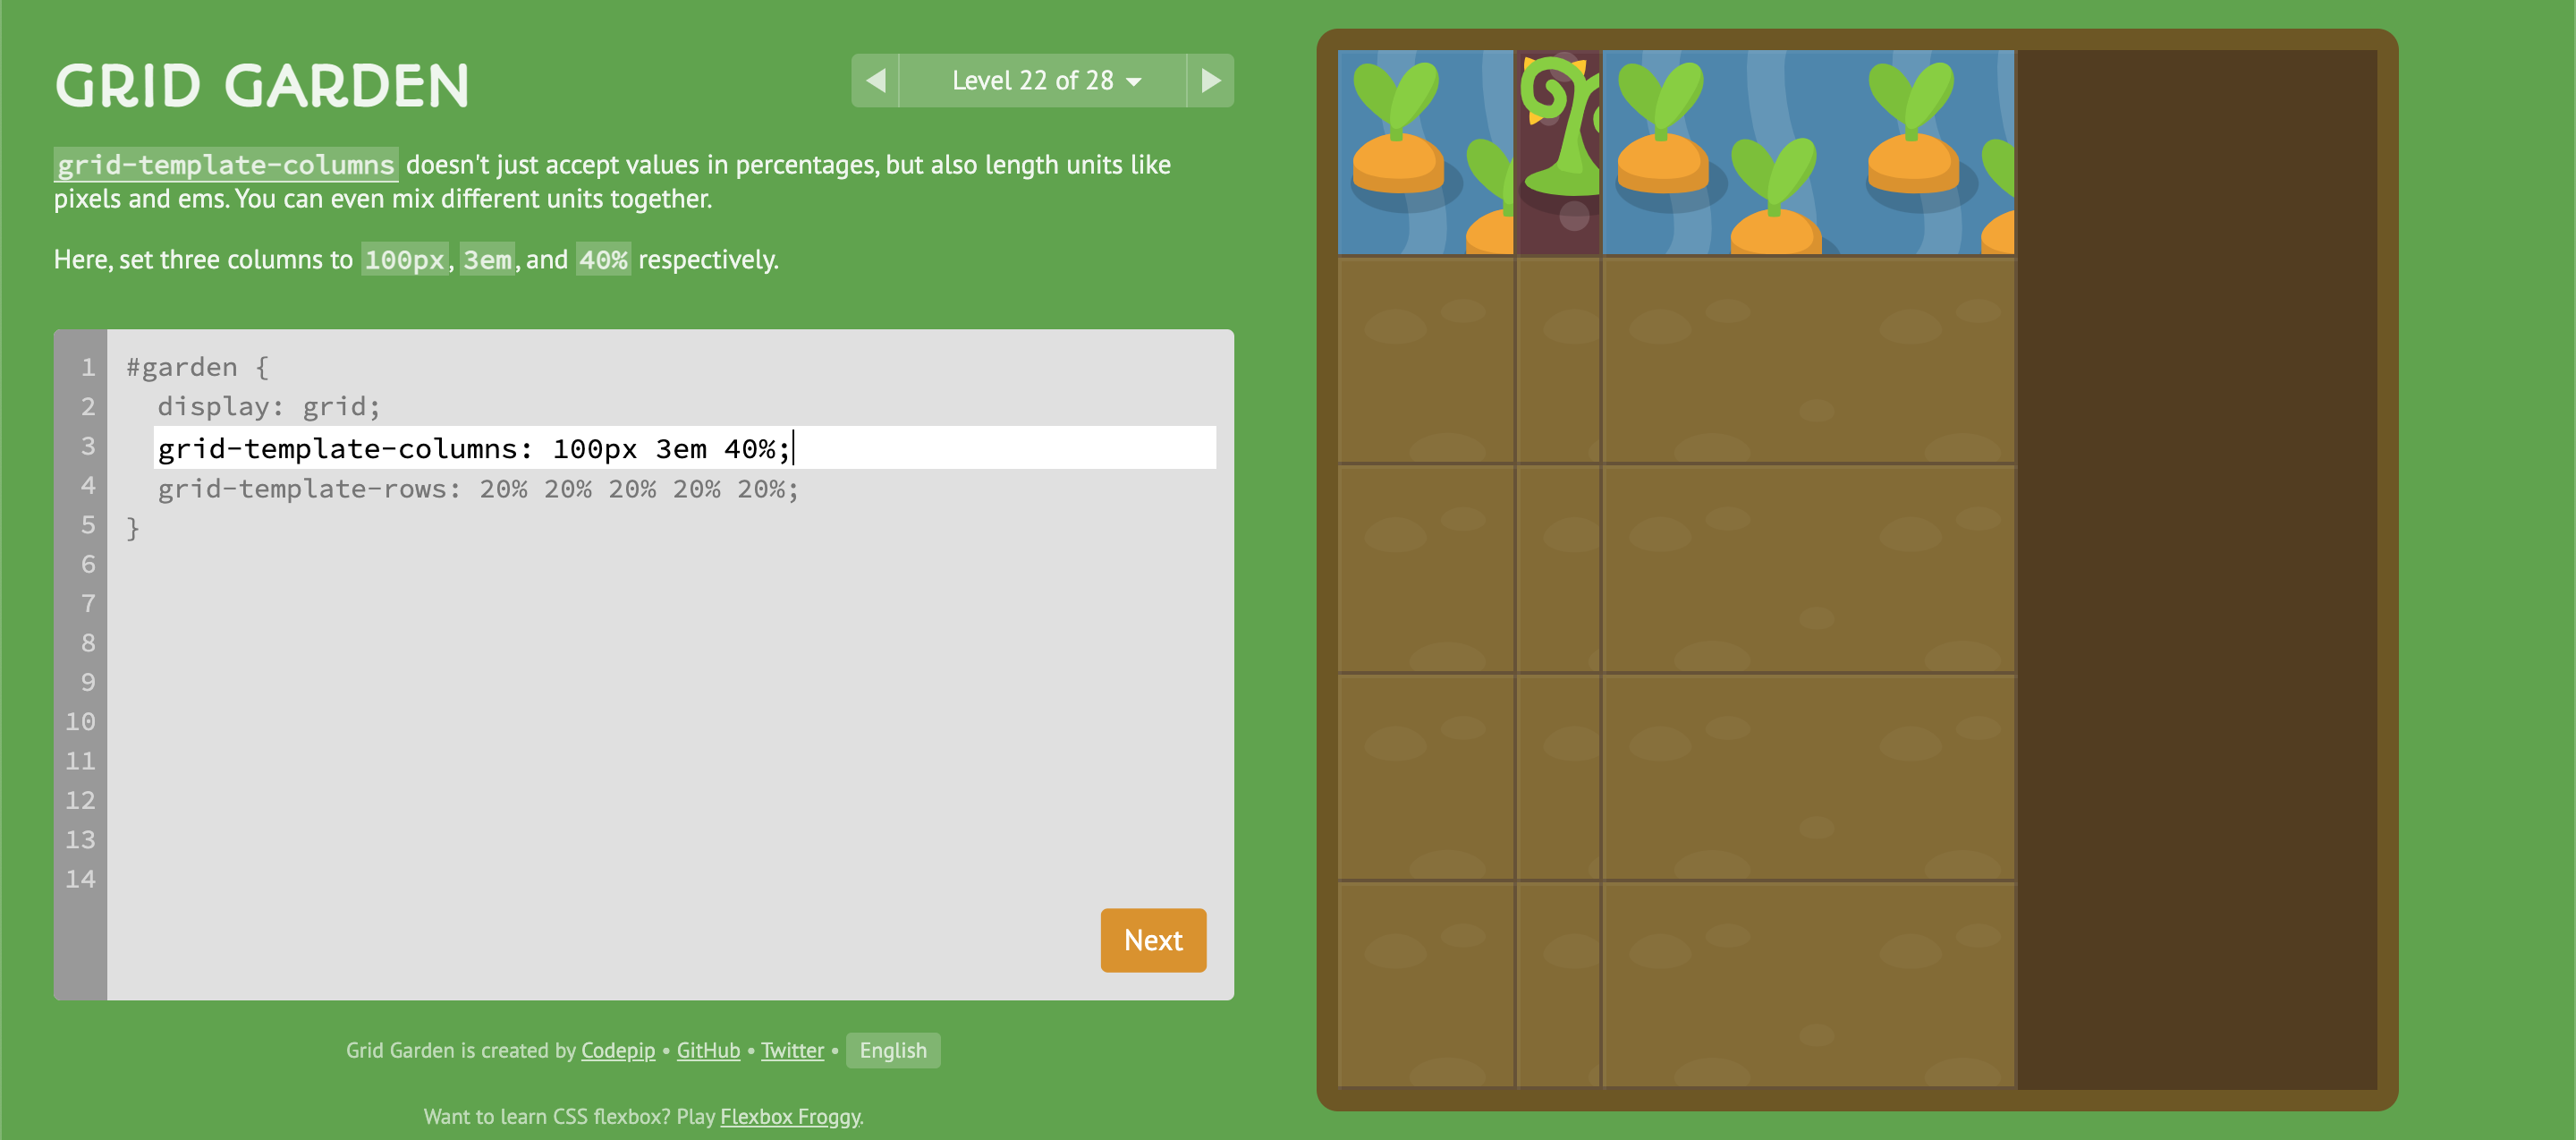 GRID GARDEN
Level 22 of 28
grid-template-columns doesn't just accept values in percentages, but also length units like
pixels and ems. You can even mix different units together.
Here, set three columns to 100px, 3em, and 40% respectively.
1 #garden {
2 display: grid;
3 grid-template-columns: 100px 3em 40%;
4 grid-template-rows: 20% 20% 20% 20% 20%;
5 }
6
7
8
9
10
11
12
13
14
Next
Grid Garden is created by Codepip • GitHub • Twitter • English
Want to learn CSS flexbox? Play Flexbox Froggy.